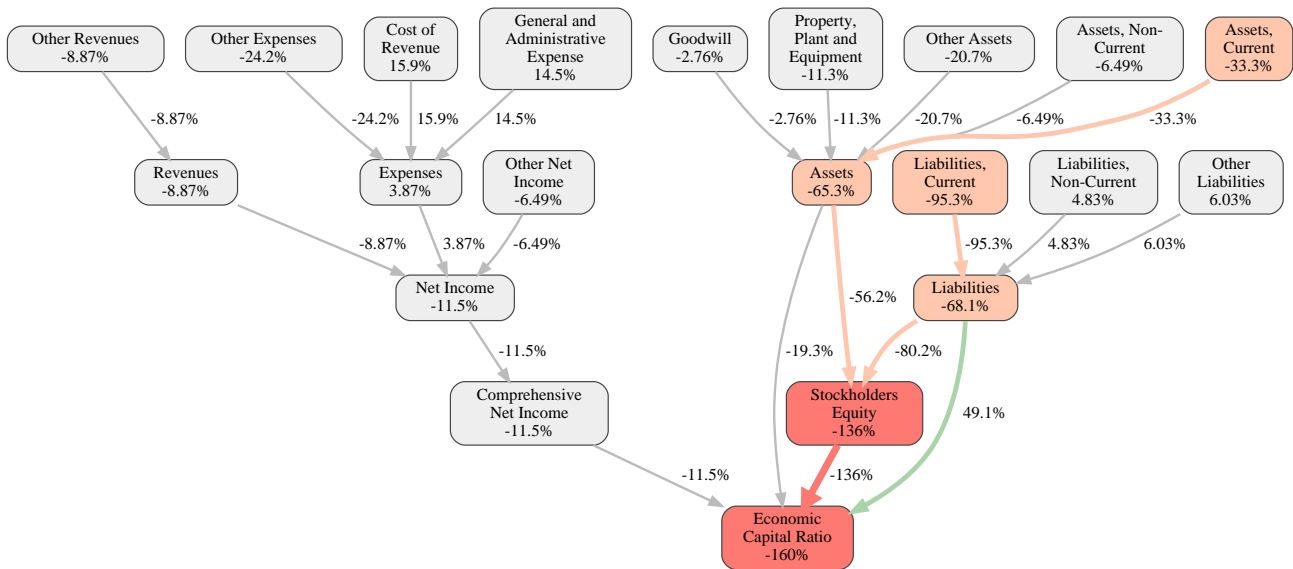 Other Revenues
-8.87%
Other Expenses
-24.2%
Cost of
Revenue
15.9%
General and
Administrative
Expense
14.5%
Goodwill
-2.76%
Property,
Plant and
Equipment
-11.3%
Other Assets
-20.7%
Assets, Non-
Current
-6.49%
Assets,
Current
-33.3%
-8.87%
-24.2%
15.9%
14.5%
-2.76%
-11.3%
-20.7%
-6.49%
-33.3%
Revenues
-8.87%
Expenses
3.87%
Other Net
Income
-6.49%
Assets
-65.3%
Liabilities,
Current
-95.3%
Liabilities,
Non-Current
4.83%
Other
Liabilities
6.03%
-8.87%
3.87%
-6.49%
-95.3%
4.83%
6.03%
Net Income
-11.5%
-56.2%
Liabilities
-68.1%
-11.5%
-19.3%
-80.2%
Comprehensive
Net Income
-11.5%
Stockholders
Equity
-136%
49.1%
-11.5%
-136%
Economic
Capital Ratio
-160%